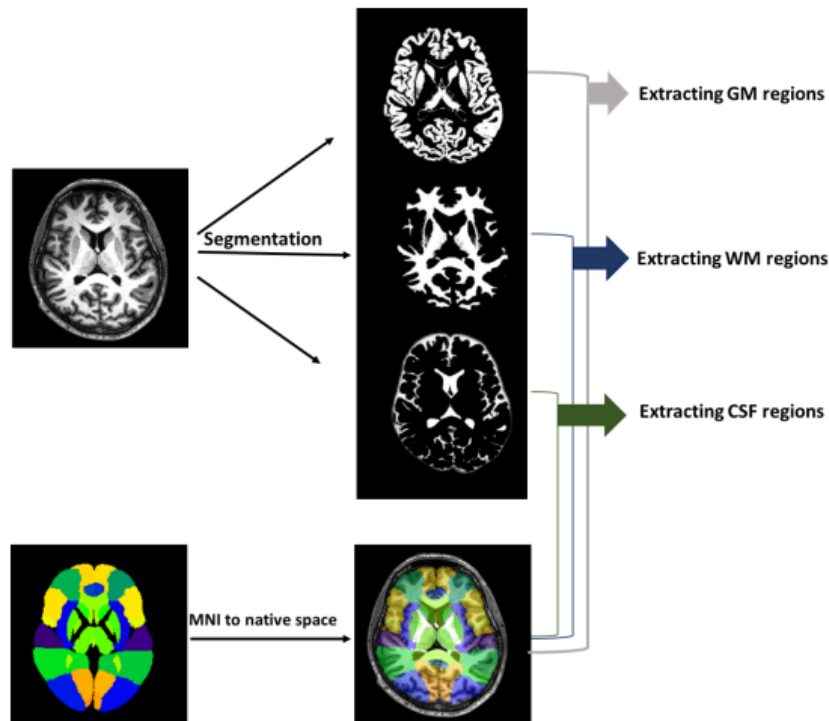 Extracting GM regions
Segmentation
Extracting WM regions
Extracting CSF regions
MNI to native space